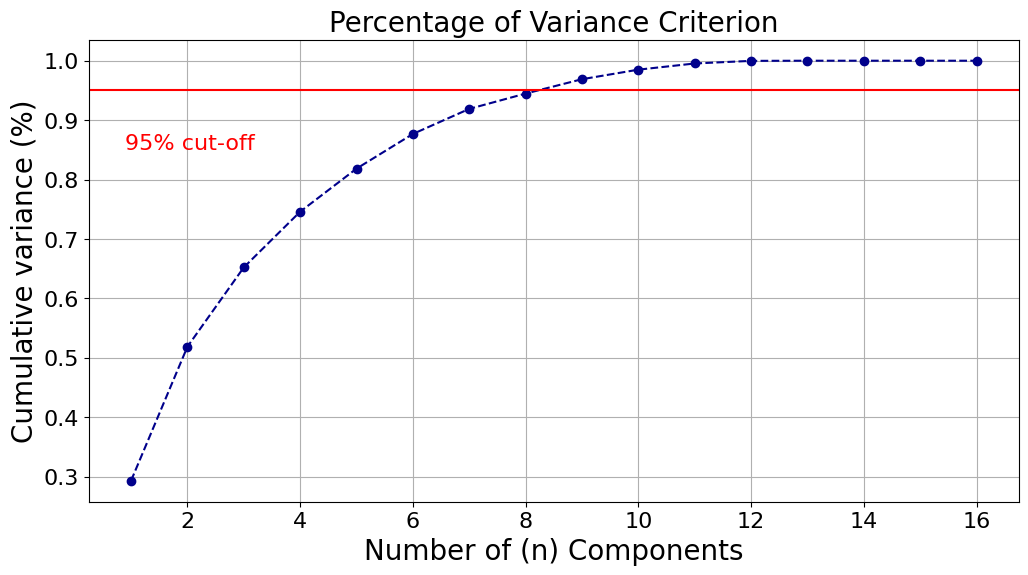 Percentage of Variance Criterion
Cumulative variance (%)
1.0
0.9
0.8
0.7
0.6
0.5
0.4
0.3
95% cut-off
2 4 6 8 10 12 14 16
Number of (n) Components